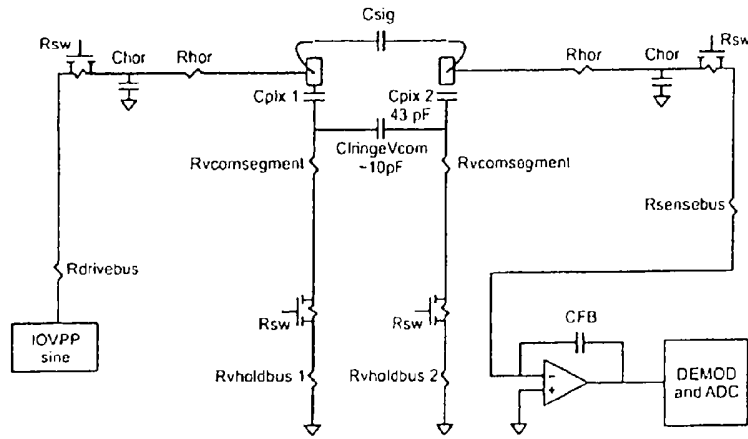 Csig
Rsw
Chor
Rhor
Rhor
Chor
Rsw
Cpix 1
Cpix 2
43 pF
CfringeVcom
~10pF
Rvcomsegment
Rvcomsegment
Rsensebus
Rdrivebus
Rsw
Rsw
CFB
IOVPP
sine
Rvholdbus 1
Rvholdbus 2
−
+
DEMOD
and ADC